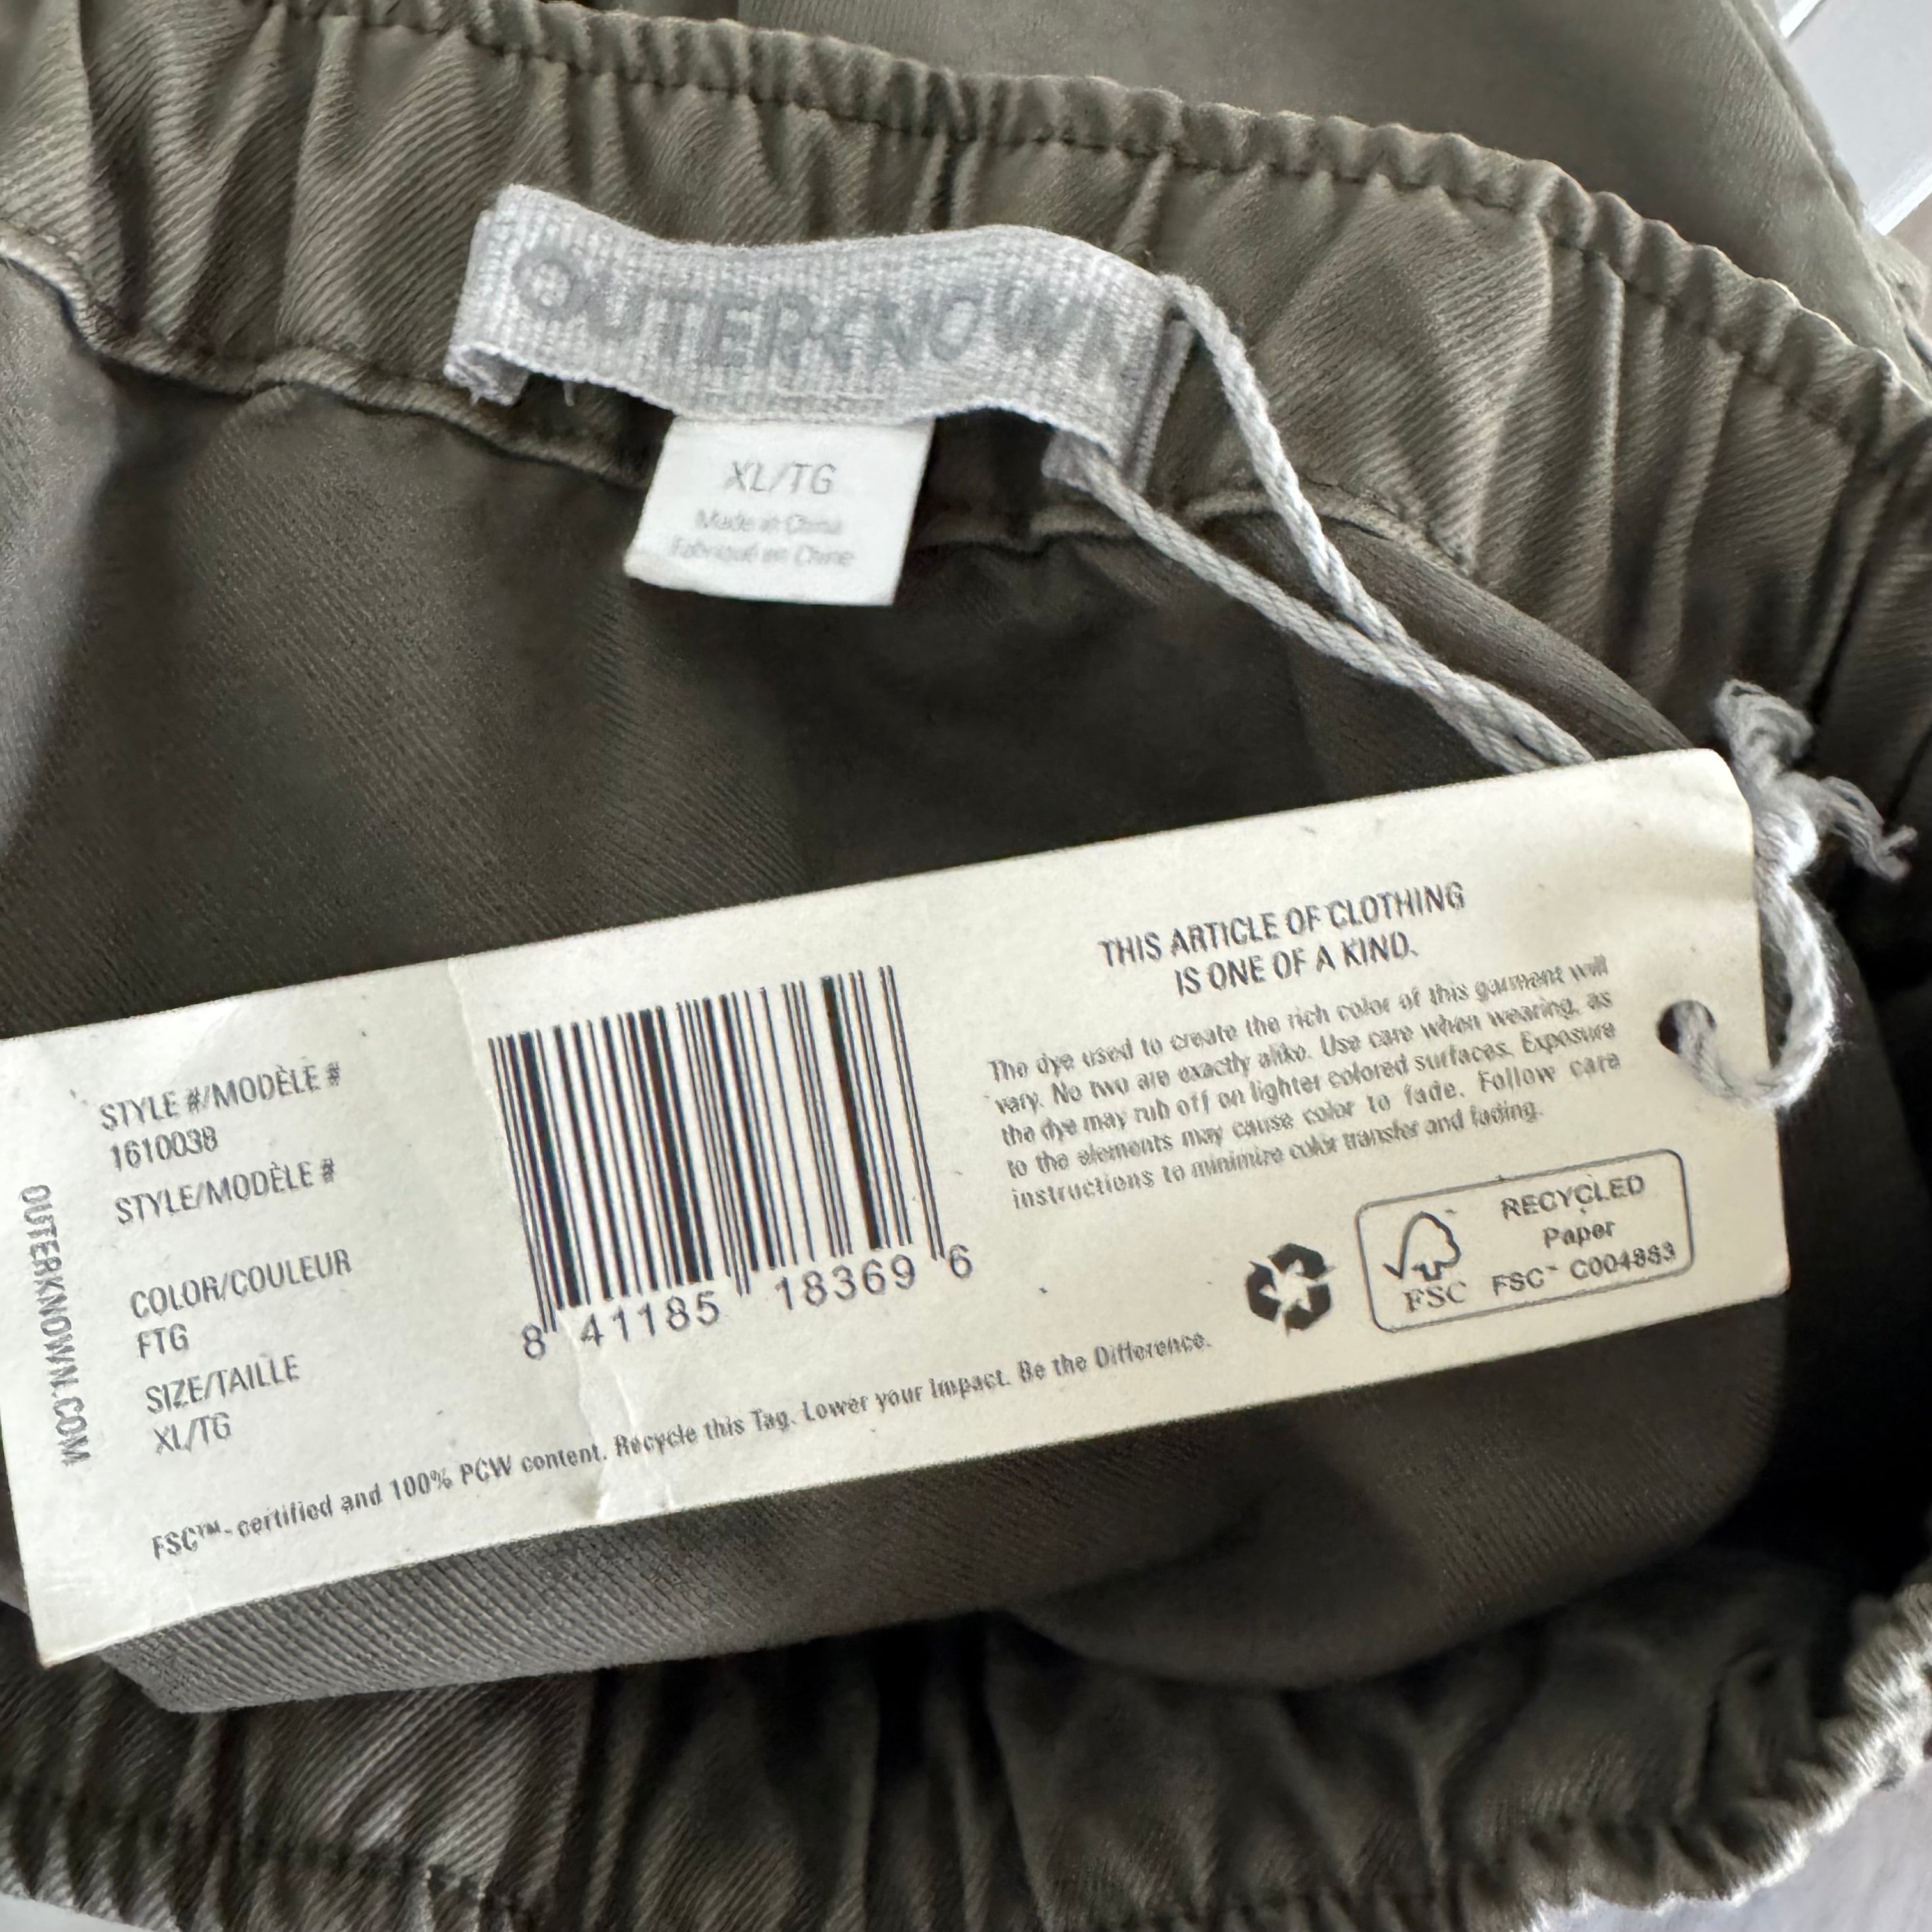 OUTERKNOWN
XL/TG
Made in China
Fabriqué en Chine
STYLE #/MODÈLE #
1610038
STYLE/MODÈLE #
COLOR/COULEUR
FTG
SIZE/TAILLE
XL/TG
OUTERKNOWN.COM
8 41185 18369 6
THIS ARTICLE OF CLOTHING
IS ONE OF A KIND.
The dye used to create the rich color of this garment will
vary. No two are exactly alike. Use care when wearing, as
the dye may rub off on lighter colored surfaces. Exposure
to the elements may cause color to fade. Follow care
instructions to minimize color transfer and fading.
RECYCLED
Paper
FSC FSC™ C004883
FSC™- certified and 100% PCW content. Recycle this Tag. Lower your Impact. Be the Difference.